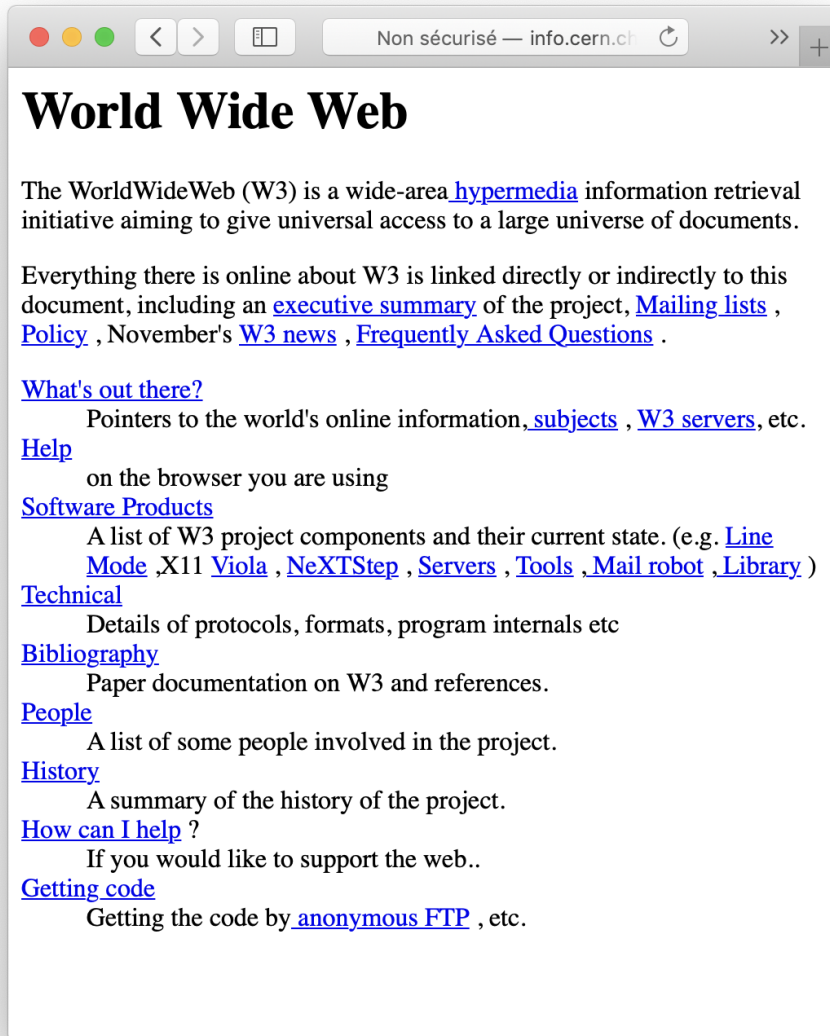 Non sécurisé — info.cern.ch
World Wide Web
The WorldWideWeb (W3) is a wide-area hypermedia information retrieval
initiative aiming to give universal access to a large universe of documents.
Everything there is online about W3 is linked directly or indirectly to this
document, including an executive summary of the project, Mailing lists ,
Policy , November's W3 news , Frequently Asked Questions .
What's out there?
Pointers to the world's online information, subjects , W3 servers, etc.
Help
on the browser you are using
Software Products
A list of W3 project components and their current state. (e.g. Line
Mode ,X11 Viola , NeXTStep , Servers , Tools , Mail robot , Library )
Technical
Details of protocols, formats, program internals etc
Bibliography
Paper documentation on W3 and references.
People
A list of some people involved in the project.
History
A summary of the history of the project.
How can I help ?
If you would like to support the web..
Getting code
Getting the code by anonymous FTP , etc.